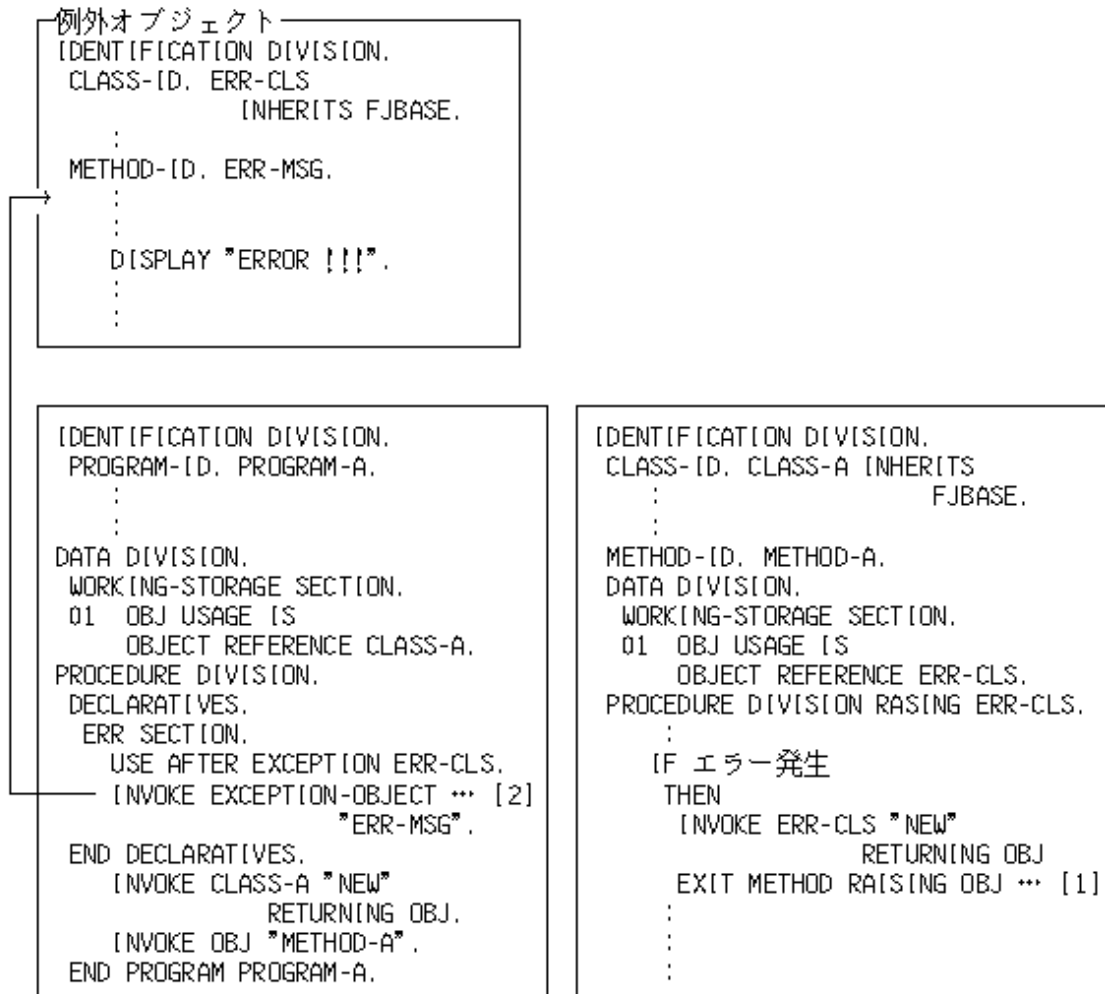 例外オブジェクト
IDENTIFICATION DIVISION.
CLASS-ID. ERR-CLS
INHERITS FJBASE.
:
METHOD-ID. ERR-MSG.
:
:
DISPLAY "ERROR !!!".
:
:
IDENTIFICATION DIVISION.
PROGRAM-ID. PROGRAM-A.
:
:
DATA DIVISION.
WORKING-STORAGE SECTION.
01 OBJ USAGE IS
OBJECT REFERENCE CLASS-A.
PROCEDURE DIVISION.
DECLARATIVES.
ERR SECTION.
USE AFTER EXCEPTION ERR-CLS.
INVOKE EXCEPTION-OBJECT … [2]
"ERR-MSG".
END DECLARATIVES.
INVOKE CLASS-A "NEW"
RETURNING OBJ.
INVOKE OBJ "METHOD-A".
END PROGRAM PROGRAM-A.
IDENTIFICATION DIVISION.
CLASS-ID. CLASS-A INHERITS
:
FJBASE.
:
METHOD-ID. METHOD-A.
DATA DIVISION.
WORKING-STORAGE SECTION.
01 OBJ USAGE IS
OBJECT REFERENCE ERR-CLS.
PROCEDURE DIVISION RASING ERR-CLS.
:
IF エラー発生
THEN
INVOKE ERR-CLS "NEW"
RETURNING OBJ
EXIT METHOD RAISING OBJ … [1]
:
:
: